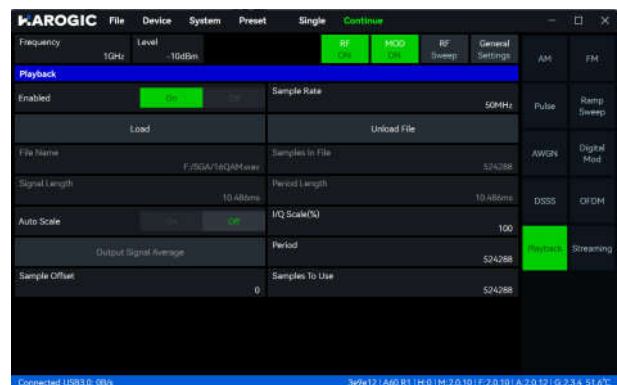 HAROGIC File Device System Preset Single Continue
Frequency 1GHz Level -10dBm RF ON MOD ON RF Sweep General Settings
AM FM
Playback
Enabled On Off Sample Rate 50MHz
Pulse Ramp Sweep
Load Unload File
File Name F:/SGA/16QAM.wav Samples In File 524288
AWGN Digital Mod
Signal Length 10.486ms Period Length 10.486ms
DSSS OFDM
Auto Scale On Off I/Q Scale(%) 100
Output Signal Average Period 524288
Playback Streaming
Sample Offset 0 Samples To Use 524288
Connected USB3.0: 0B/s